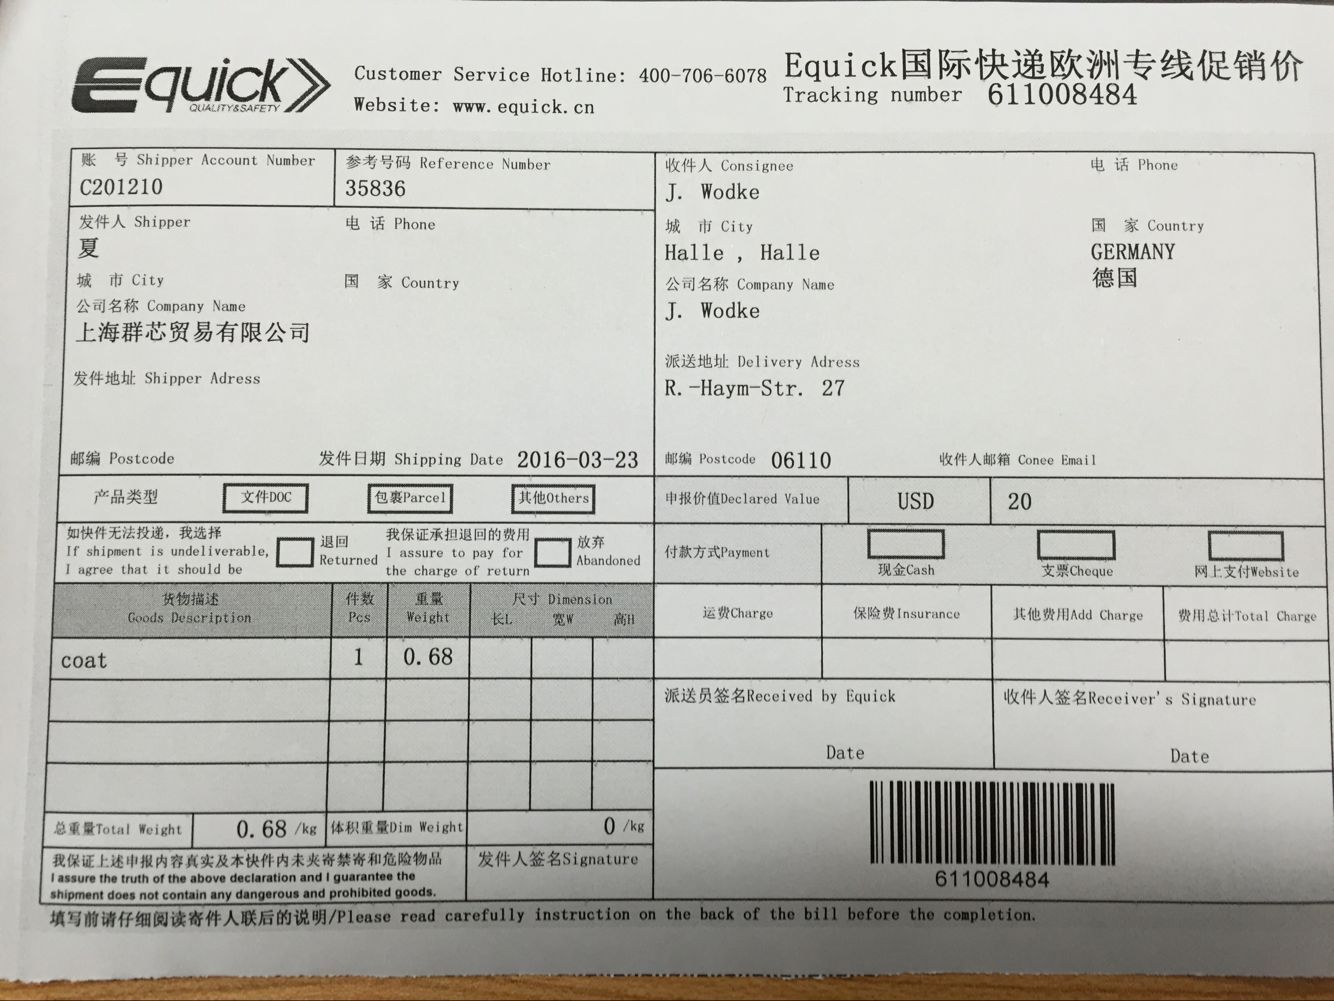 Equick
QUALITY&SAFETY
Customer Service Hotline: 400-706-6078
Website: www.equick.cn
Equick国际快递欧洲专线促销价
Tracking number 611008484
账 号 Shipper Account Number
C201210
参考号码 Reference Number
35836
发件人 Shipper
夏
电 话 Phone
城 市 City
国 家 Country
公司名称 Company Name
上海群芯贸易有限公司
发件地址 Shipper Adress
邮编 Postcode
发件日期 Shipping Date 2016-03-23
收件人 Consignee
J. Wodke
电 话 Phone
城 市 City
Halle , Halle
国 家 Country
GERMANY
德国
公司名称 Company Name
J. Wodke
派送地址 Delivery Adress
R.-Haym-Str. 27
邮编 Postcode 06110
收件人邮箱 Conee Email
产品类型
文件DOC
包裹Parcel
其他Others
申报价值Declared Value
USD
20
如快件无法投递，我选择
If shipment is undeliverable,
I agree that it should be
退回
Returned
我保证承担退回的费用
I assure to pay for
the charge of return
放弃
Abandoned
付款方式Payment
现金Cash
支票Cheque
网上支付Website
货物描述
Goods Description
件数
Pcs
重量
Weight
尺寸 Dimension
长L 宽W 高H
运费Charge
保险费Insurance
其他费用Add Charge
费用总计Total Charge
coat 1 0.68
派送员签名Received by Equick
Date
收件人签名Receiver's Signature
Date
总重量Total Weight 0.68 /kg
体积重量Dim Weight 0 /kg
我保证上述申报内容真实及本快件内未夹寄禁寄和危险物品
I assure the truth of the above declaration and I guarantee the
shipment does not contain any dangerous and prohibited goods.
发件人签名Signature
611008484
填写前请仔细阅读寄件人联后的说明/Please read carefully instruction on the back of the bill before the completion.